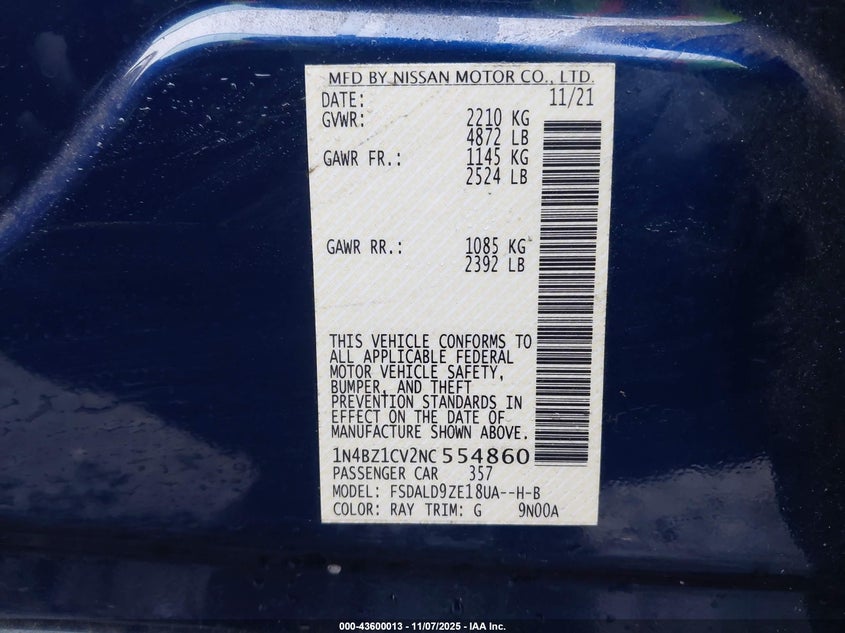 MFD BY NISSAN MOTOR CO., LTD.
DATE: 11/21
GVWR: 2210 KG
4872 LB
GAWR FR.: 1145 KG
2524 LB
GAWR RR.: 1085 KG
2392 LB
THIS VEHICLE CONFORMS TO
ALL APPLICABLE FEDERAL
MOTOR VEHICLE SAFETY,
BUMPER, AND THEFT
PREVENTION STANDARDS IN
EFFECT ON THE DATE OF
MANUFACTURE SHOWN ABOVE.
1N4BZ1CV2NC 554860
PASSENGER CAR 357
MODEL: FSDALD9ZE18UA--H-B
COLOR: RAY TRIM: G 9N00A
000-43600013 - 11/07/2025 - IAA Inc.